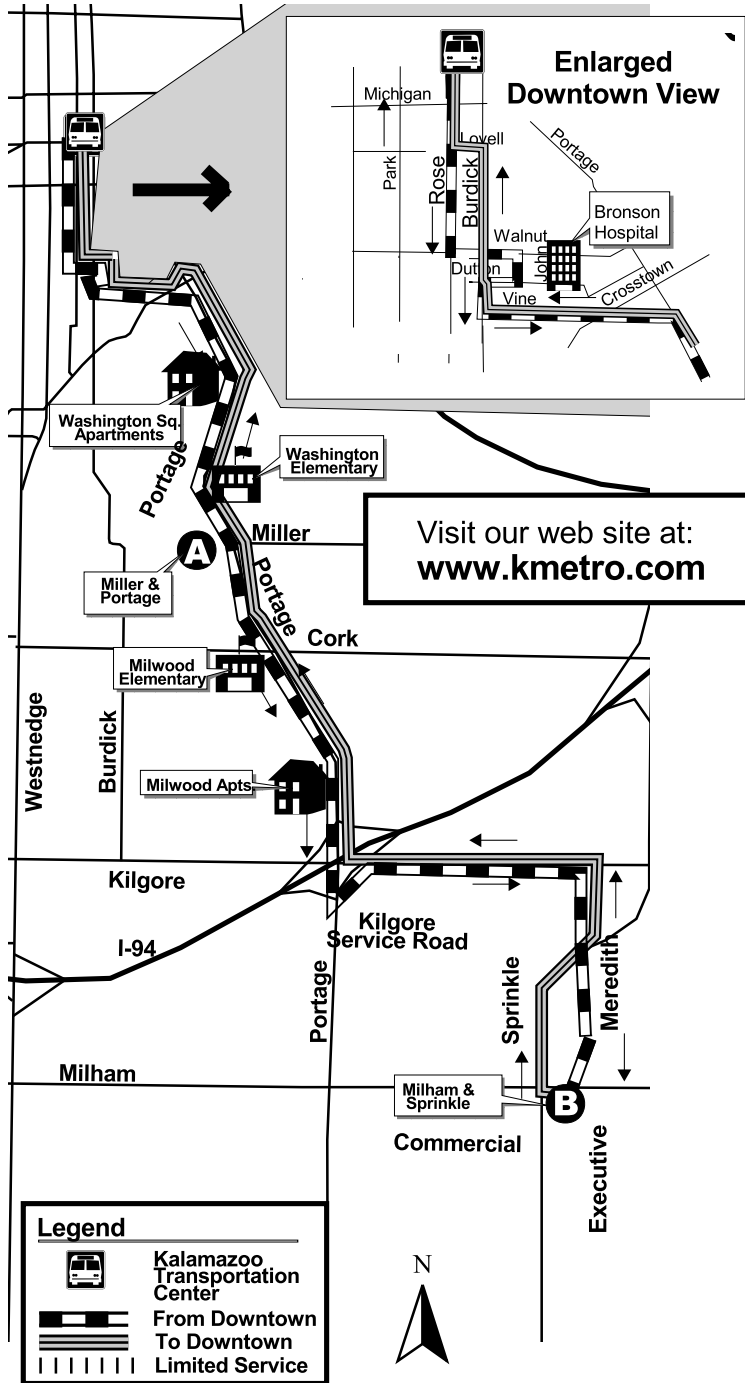 Enlarged
Downtown View
Michigan
Lovell
Park
Rose
Burdick
Portage
Bronson
Hospital
Walnut
John
Dutton
Crosstown
Vine
Washington Sq.
Apartments
Portage
Washington
Elementary
Miller
Visit our web site at:
www.kmetro.com
A
Miller &
Portage
Portage
Cork
Milwood
Elementary
Westnedge
Burdick
Milwood Apts.
Kilgore
Kilgore
Service Road
I-94
Portage
Sprinkle
Meredith
Milham
Milham &
Sprinkle
B
Commercial
Executive
Legend
Kalamazoo
Transportation
Center
From Downtown
To Downtown
Limited Service
N